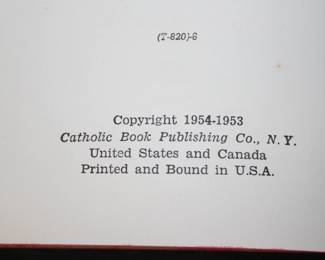 (T-820)-6
Copyright 1954-1953
Catholic Book Publishing Co., N. Y.
United States and Canada
Printed and Bound in U.S.A.